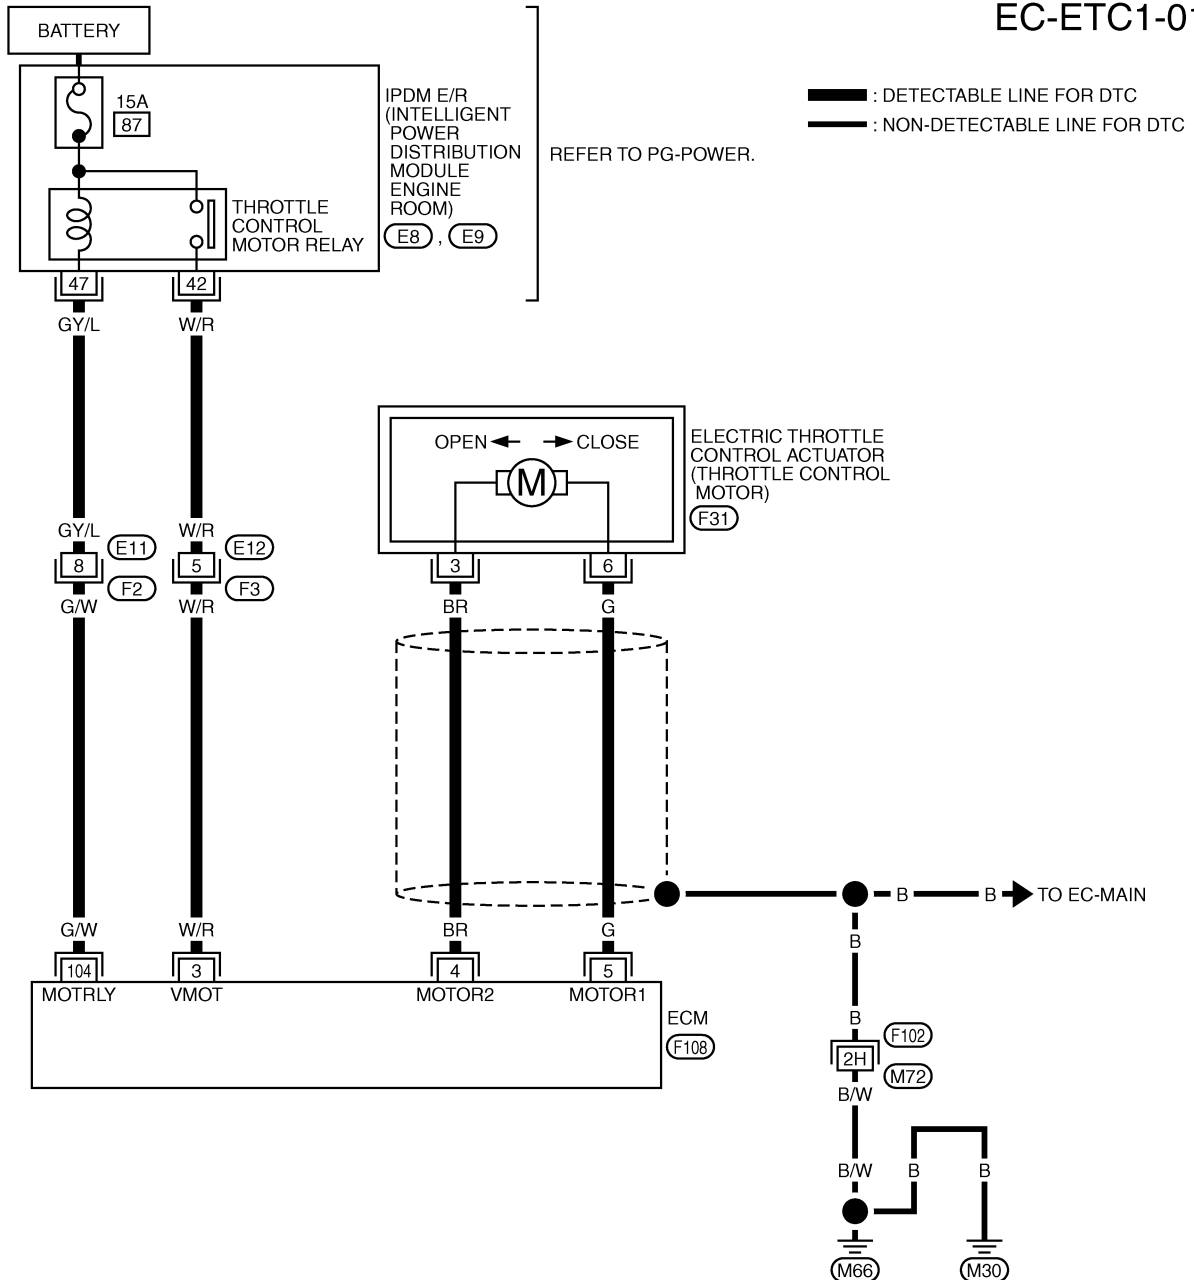 EC-ETC1-01
BATTERY
: DETECTABLE LINE FOR DTC
: NON-DETECTABLE LINE FOR DTC
15A
87
IPDM E/R
(INTELLIGENT
POWER
DISTRIBUTION
MODULE
ENGINE
ROOM)
E8 , E9
REFER TO PG-POWER.
THROTTLE
CONTROL
MOTOR RELAY
47 42
GY/L W/R
OPEN CLOSE
M
ELECTRIC THROTTLE
CONTROL ACTUATOR
(THROTTLE CONTROL
MOTOR)
F31
GY/L W/R
E11 E12
8 5 3 6
F2 F3
G/W W/R BR G
B B TO EC-MAIN
G/W W/R BR G
B
104 3 4 5
MOTRLY VMOT MOTOR2 MOTOR1
ECM
F108
B
F102
2H
M72
B/W
B/W B B
M66 M30